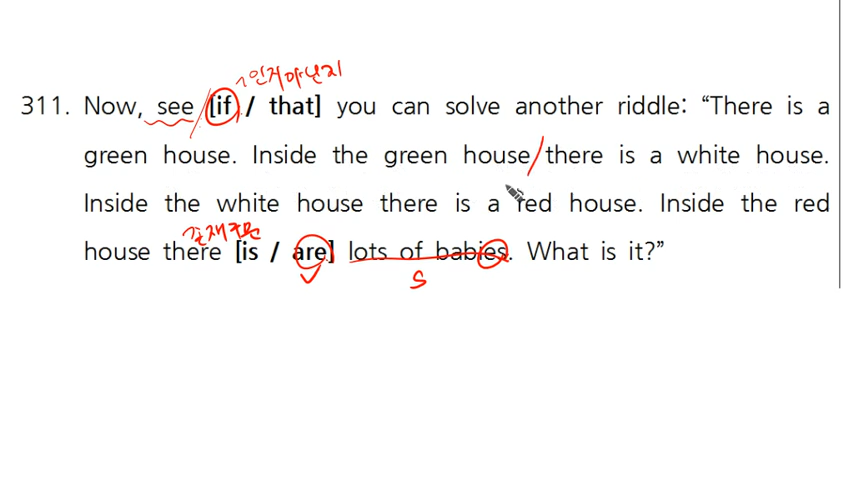 ~인지 아닌지
311. Now, see [if / that] you can solve another riddle: “There is a
green house. Inside the green house/there is a white house.
Inside the white house there is a red house. Inside the red
존재구문
house there [is / are] lots of babies. What is it?”
S